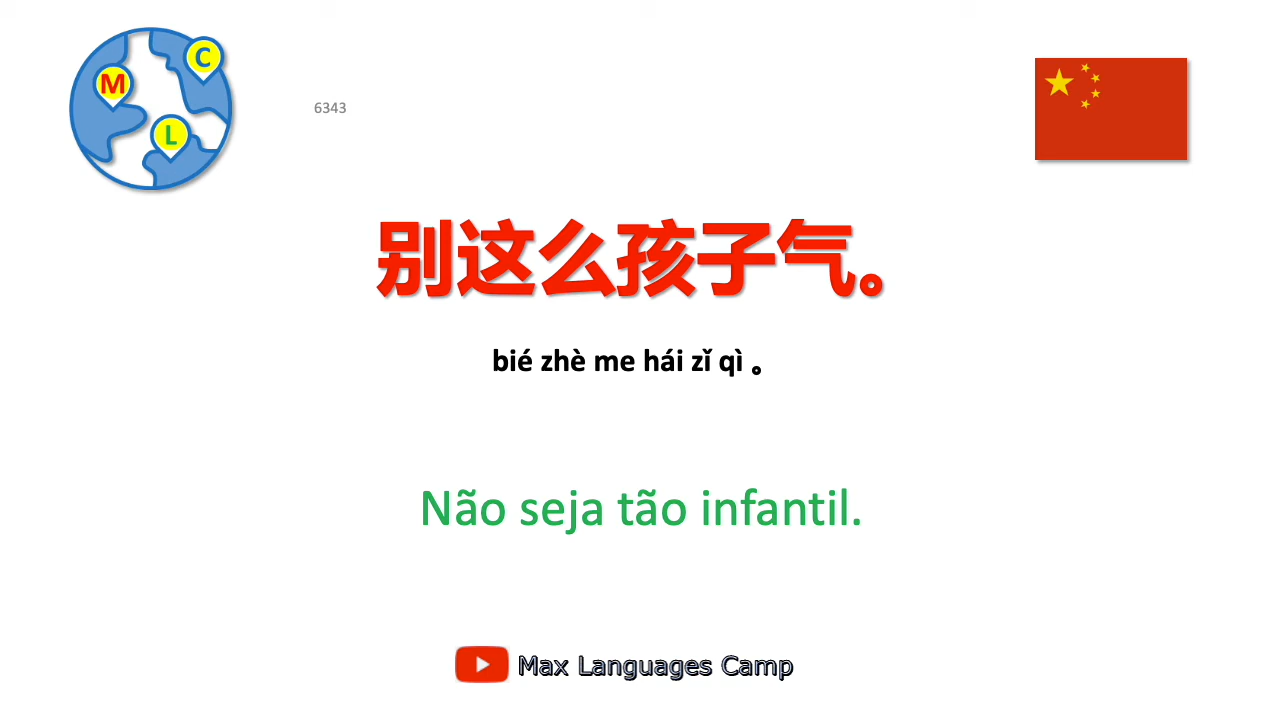 M
C
L
6343
别这么孩子气。
bié zhè me hái zǐ qì 。
Não seja tão infantil.
Max Languages Camp